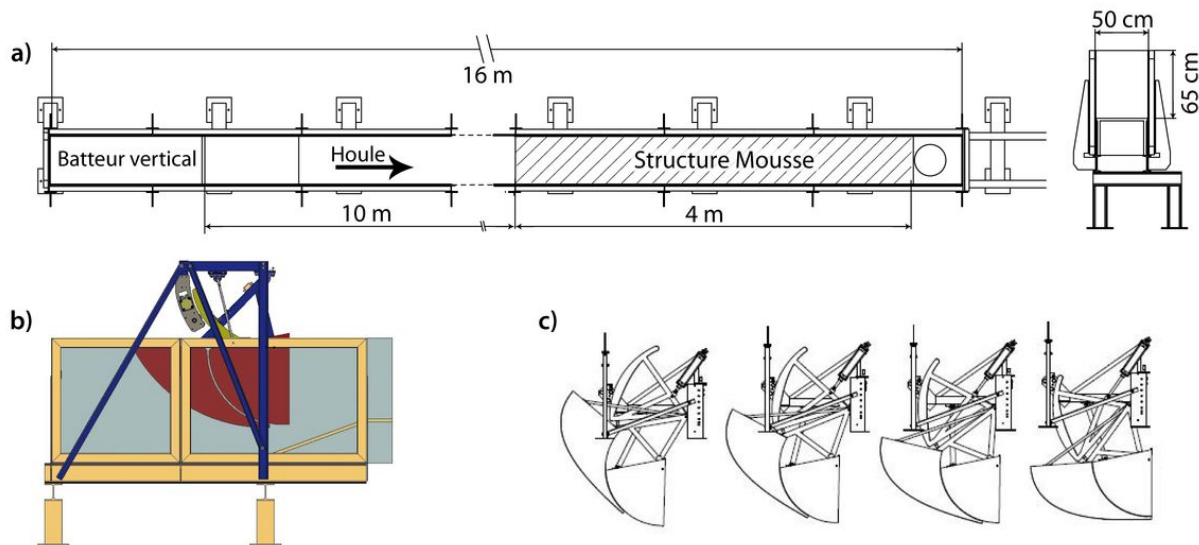 a)
16 m
50 cm
65 cm
Batteur vertical
Houle
Structure Mousse
10 m
4 m
b)
c)